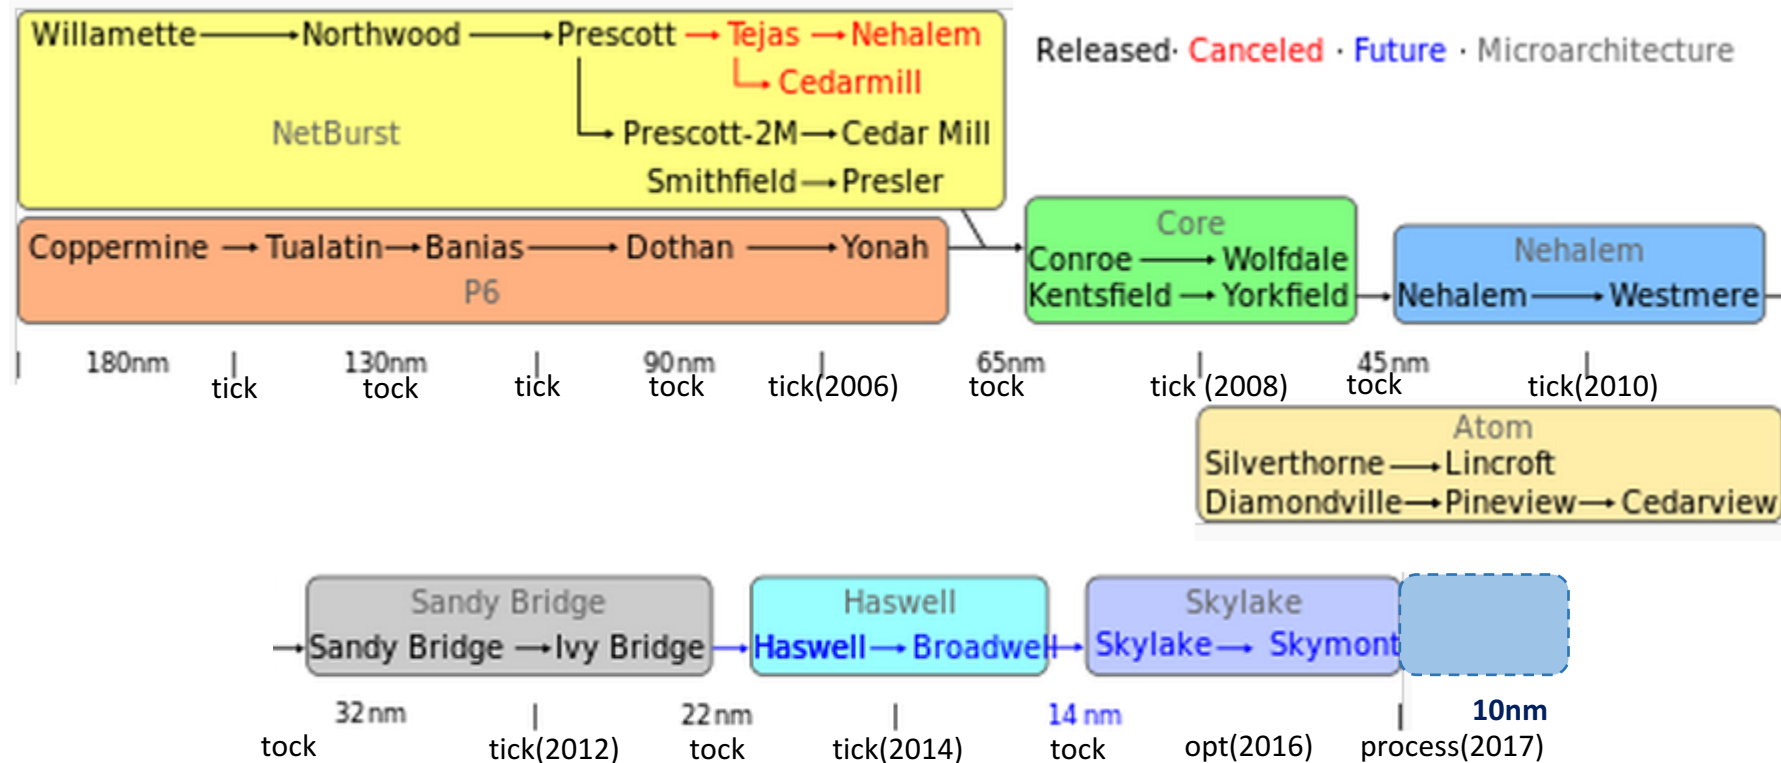 Willamette Northwood Prescott Tejas Nehalem
Released· Canceled · Future · Microarchitecture
Cedarmill
NetBurst Prescott-2M Cedar Mill
Smithfield Presler
Core
Coppermine Tualatin Banias Dothan Yonah
P6
Conroe Wolfdale
Kentsfield Yorkfield
Nehalem
Nehalem Westmere
180nm 130nm 90nm 65nm 45nm
tick tock tick tock tick(2006) tock tick (2008) tock tick(2010)
Atom
Silverthorne Lincroft
Diamondville Pineview Cedarview
Sandy Bridge Haswell Skylake
Sandy Bridge Ivy Bridge Haswell Broadwell Skylake Skymont
32nm 22nm 14 nm 10nm
tock tick(2012) tock tick(2014) tock opt(2016) process(2017)